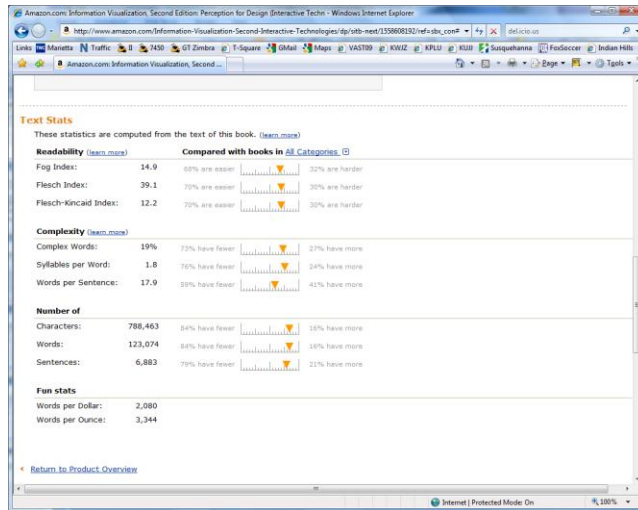 Amazon.com: Information Visualization, Second Edition: Perception for Design (Interactive Techn - Windows Internet Explorer
http://www.amazon.com/Information-Visualization-Second-Interactive-Technologies/dp/sitb-next/1558608192/ref=sbx_con# del.icio.us
Links Marietta Traffic II 7450 GT Zimbra T-Square GMail Maps VAST09 KWJZ KPLU KUJJ Susquehanna FoxSoccer Indian Hills
Amazon.com: Information Visualization, Second ... Page Tools
Text Stats
These statistics are computed from the text of this book. (learn more)
Readability (learn more) Compared with books in All Categories
Fog Index: 14.9 68% are easier 32% are harder
Flesch Index: 39.1 70% are easier 30% are harder
Flesch-Kincaid Index: 12.2 70% are easier 30% are harder
Complexity (learn more)
Complex Words: 19% 73% have fewer 27% have more
Syllables per Word: 1.8 76% have fewer 24% have more
Words per Sentence: 17.9 59% have fewer 41% have more
Number of
Characters: 788,463 84% have fewer 16% have more
Words: 123,074 84% have fewer 16% have more
Sentences: 6,883 79% have fewer 21% have more
Fun stats
Words per Dollar: 2,080
Words per Ounce: 3,344
Return to Product Overview
Internet | Protected Mode: On 100%